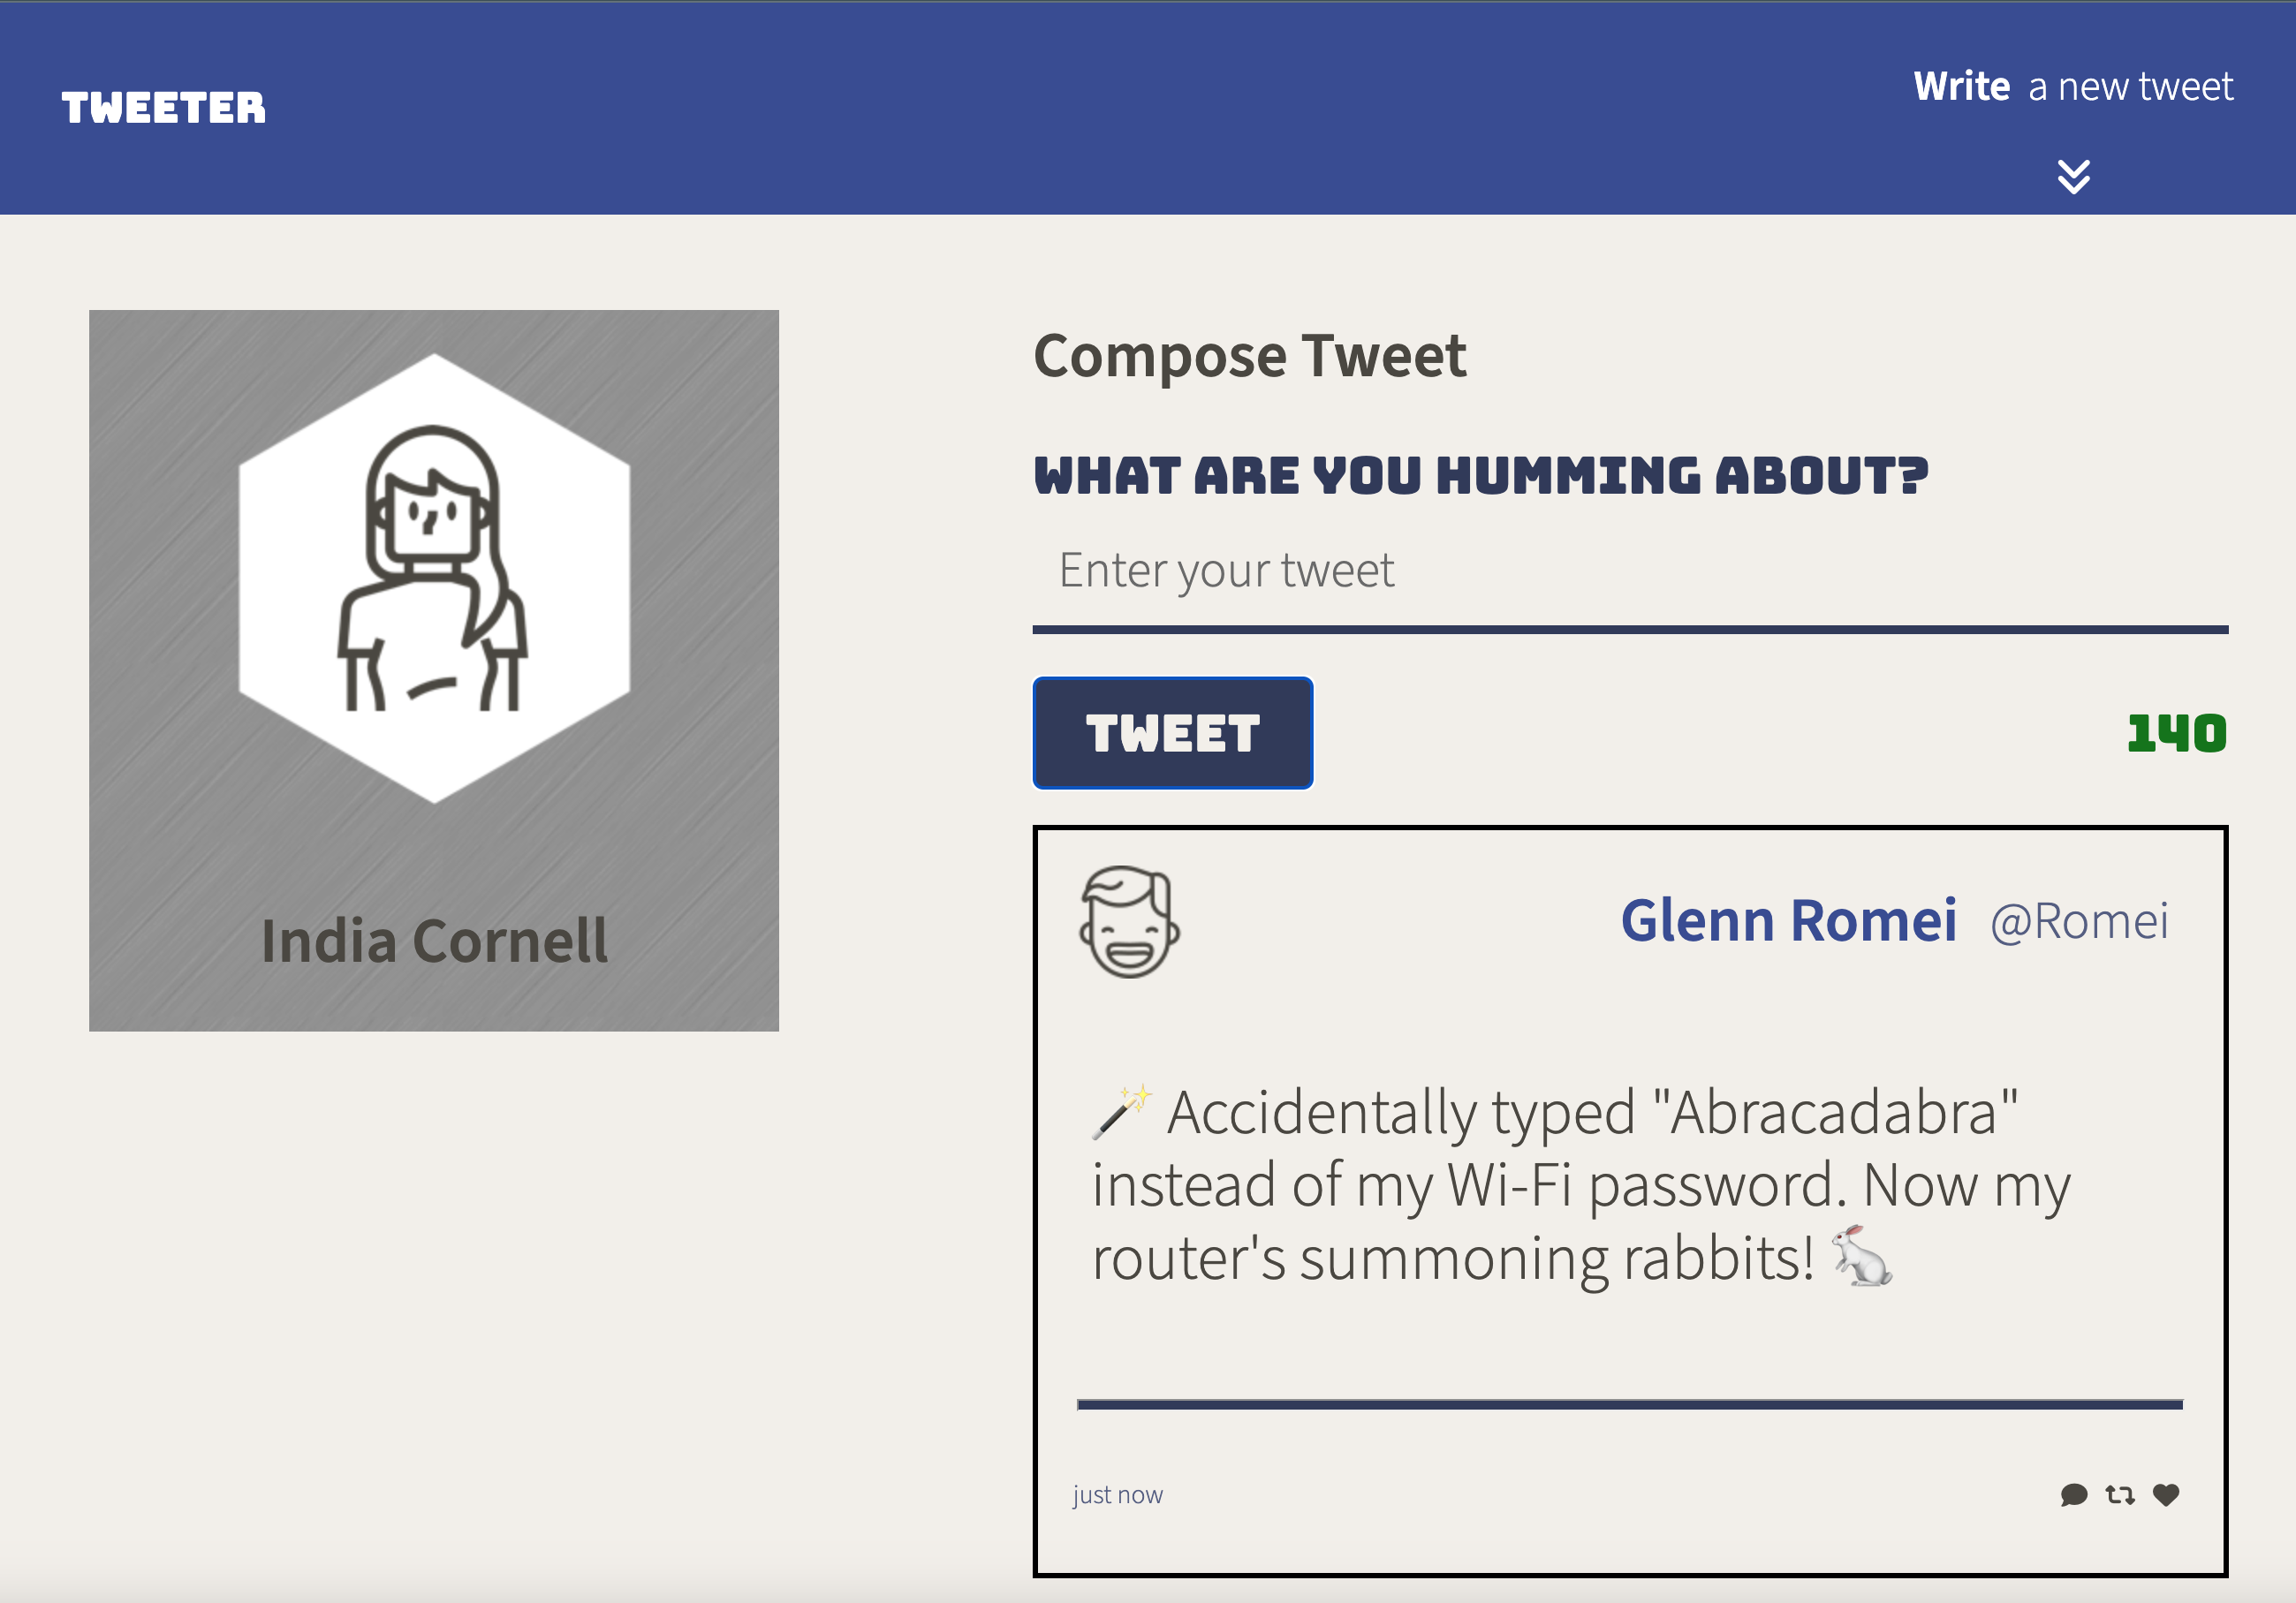 TWEETER
Write a new tweet
India Cornell
Compose Tweet
WHAT ARE YOU HUMMING ABOUT?
Enter your tweet
TWEET
140
Glenn Romei @Romei
🪄 Accidentally typed "Abracadabra"
instead of my Wi-Fi password. Now my
router's summoning rabbits! 🐇
just now